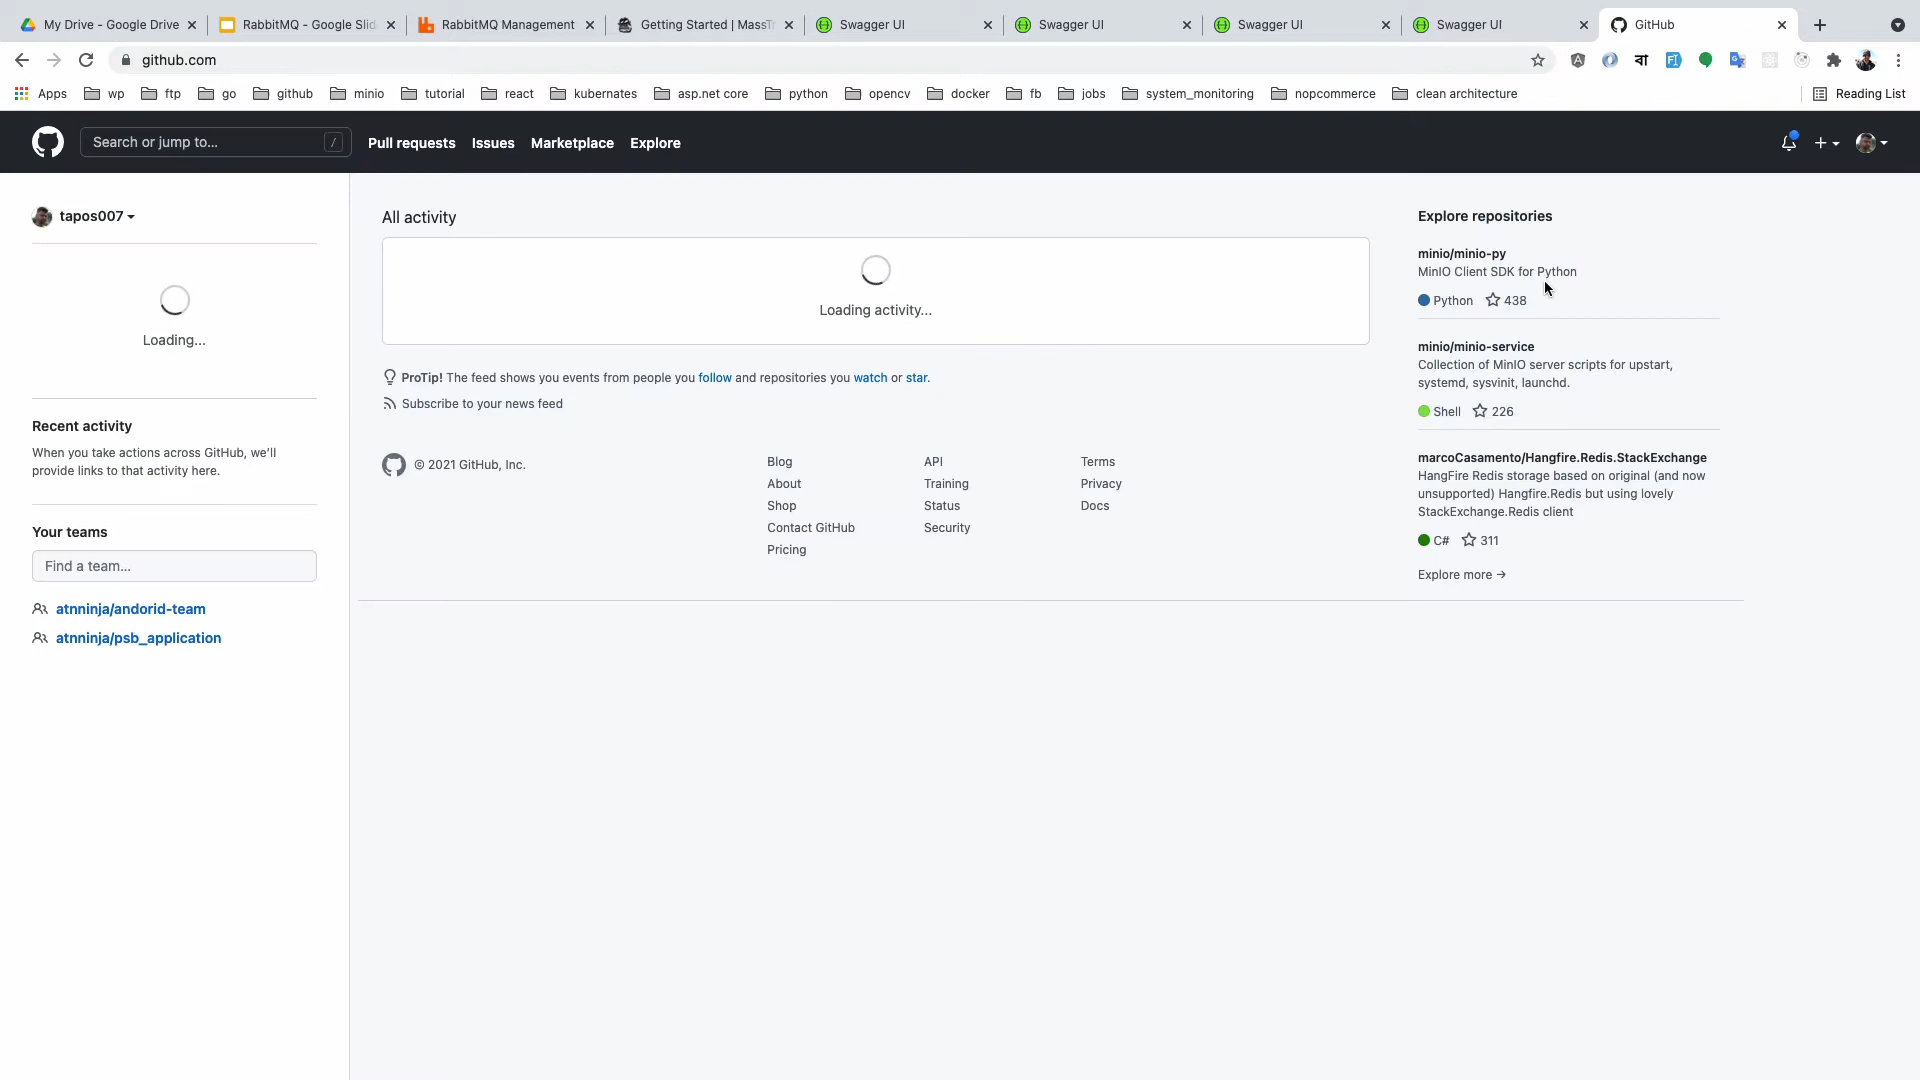 My Drive - Google Drive
RabbitMQ - Google Slid
RabbitMQ Management
Getting Started | MassTr
Swagger UI
Swagger UI
Swagger UI
Swagger UI
GitHub
github.com
বা
Apps
wp
ftp
go
github
minio
tutorial
react
kubernates
asp.net core
python
opencv
docker
fb
jobs
system_monitoring
nopcommerce
clean architecture
Reading List
Search or jump to...
/
Pull requests
Issues
Marketplace
Explore
tapos007
Loading...
Recent activity
When you take actions across GitHub, we'll
provide links to that activity here.
Your teams
Find a team...
atnninja/andorid-team
atnninja/psb_application
All activity
Loading activity...
ProTip! The feed shows you events from people you follow and repositories you watch or star.
Subscribe to your news feed
© 2021 GitHub, Inc.
Blog
About
Shop
Contact GitHub
Pricing
API
Training
Status
Security
Terms
Privacy
Docs
Explore repositories
minio/minio-py
MinIO Client SDK for Python
Python 438
minio/minio-service
Collection of MinIO server scripts for upstart,
systemd, sysvinit, launchd.
Shell 226
marcoCasamento/Hangfire.Redis.StackExchange
HangFire Redis storage based on original (and now
unsupported) Hangfire.Redis but using lovely
StackExchange.Redis client
C# 311
Explore more →